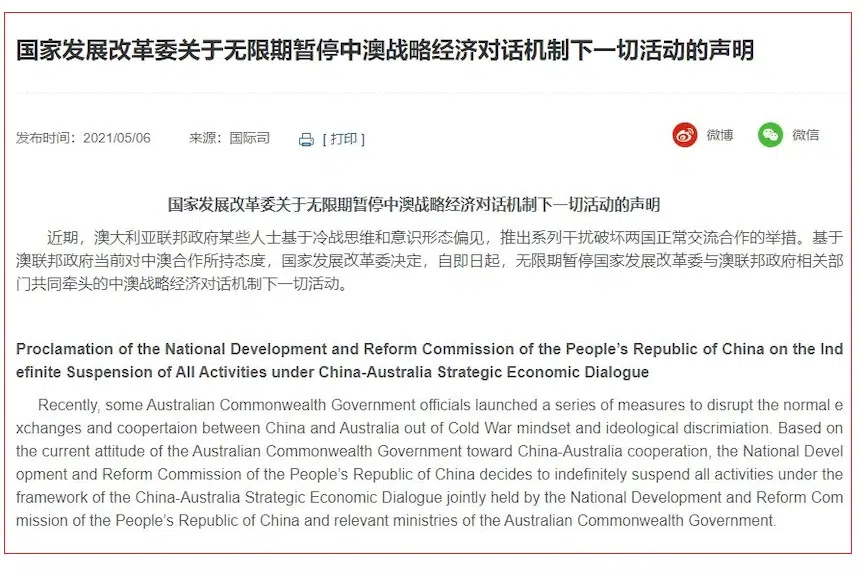 国家发展改革委关于无限期暂停中澳战略经济对话机制下一切活动的声明
发布时间：2021/05/06 来源：国际司 [ 打印 ] 微博 微信
国家发展改革委关于无限期暂停中澳战略经济对话机制下一切活动的声明
近期，澳大利亚联邦政府某些人士基于冷战思维和意识形态偏见，推出系列干扰破坏两国正常交流合作的举措。基于
澳联邦政府当前对中澳合作所持态度，国家发展改革委决定，自即日起，无限期暂停国家发展改革委与澳联邦政府相关部
门共同牵头的中澳战略经济对话机制下一切活动。
Proclamation of the National Development and Reform Commission of the People’s Republic of China on the Ind
efinite Suspension of All Activities under China-Australia Strategic Economic Dialogue
Recently, some Australian Commonwealth Government officials launched a series of measures to disrupt the normal e
xchanges and coopertaion between China and Australia out of Cold War mindset and ideological discrimiation. Based on
the current attitude of the Australian Commonwealth Government toward China-Australia cooperation, the National Devel
opment and Reform Commission of the People’s Republic of China decides to indefinitely suspend all activities under the
framework of the China-Australia Strategic Economic Dialogue jointly held by the National Development and Reform Com
mission of the People’s Republic of China and relevant ministries of the Australian Commonwealth Government.